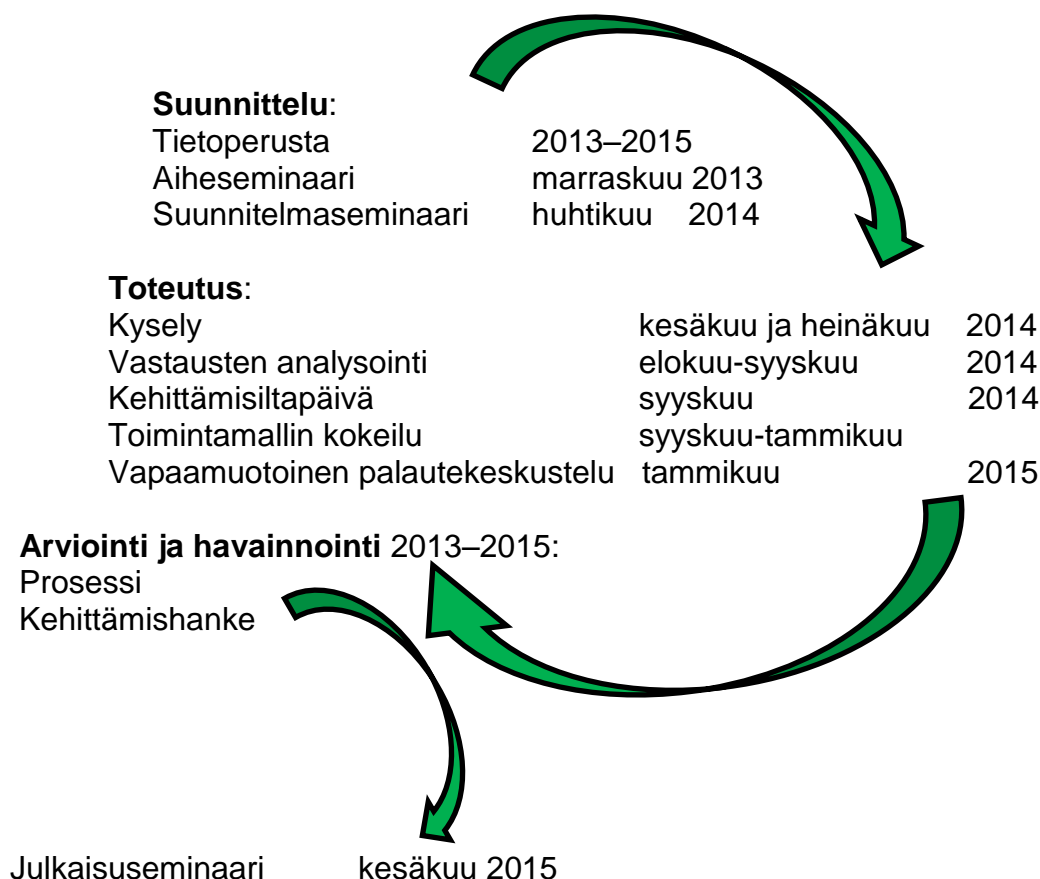 Suunnittelu:
Tietoperusta 2013–2015
Aiheseminaari marraskuu 2013
Suunnitelmaseminaari huhtikuu 2014
Toteutus:
Kysely kesäkuu ja heinäkuu 2014
Vastausten analysointi elokuu-syyskuu 2014
Kehittämisiltapäivä syyskuu 2014
Toimintamallin kokeilu syyskuu-tammikuu
Vapaamuotoinen palautekeskustelu tammikuu 2015
Arviointi ja havainnointi 2013–2015:
Prosessi
Kehittämishanke
Julkaisuseminaari kesäkuu 2015